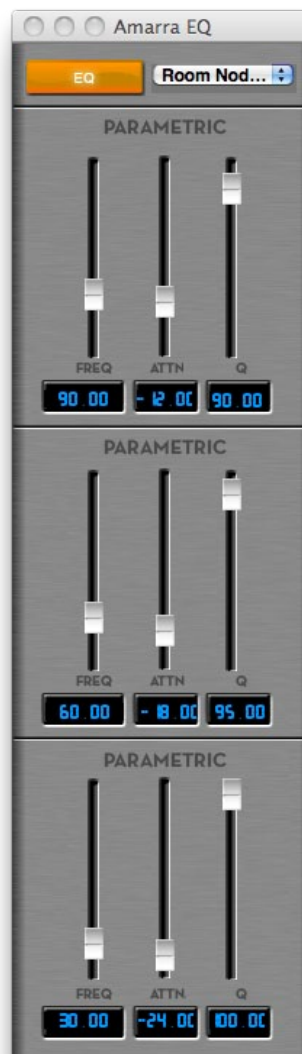 Amarra EQ
EQ Room Nod...
PARAMETRIC
FREQ ATTN Q
90.00 -12.00 90.00
PARAMETRIC
FREQ ATTN Q
60.00 -18.00 95.00
PARAMETRIC
FREQ ATTN Q
30.00 -24.00 100.00